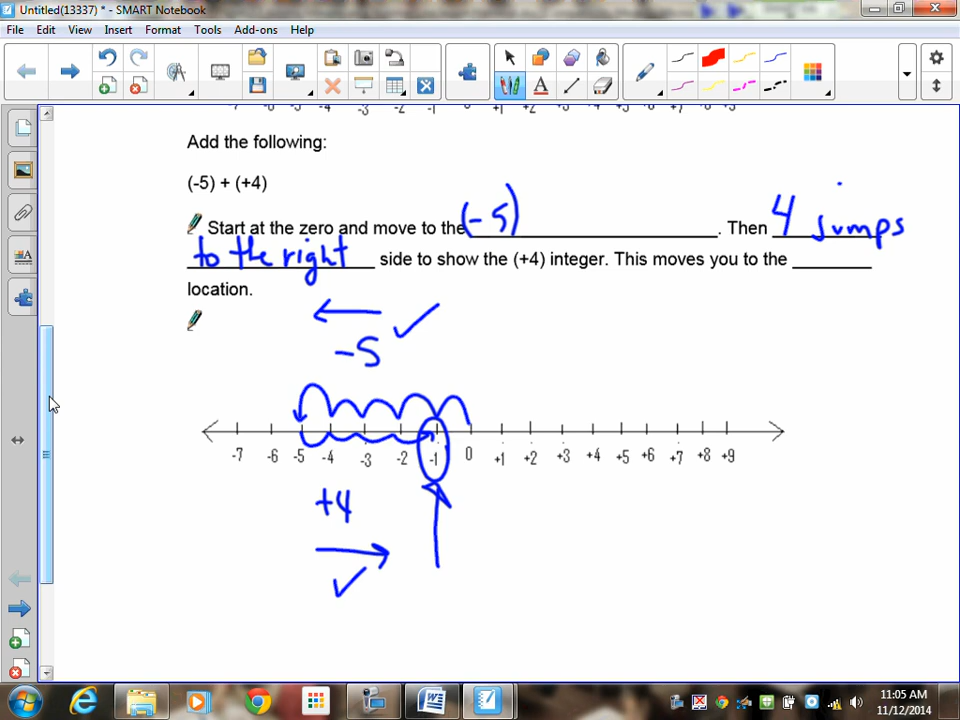 Untitled(13337) * - SMART Notebook
File Edit View Insert Format Tools Add-ons Help
Add the following:
(-5) + (+4)
Start at the zero and move to the (-5). Then 4 jumps
to the right side to show the (+4) integer. This moves you to the ________
location.
-5
-7 -6 -5 -4 -3 -2 -1 0 +1 +2 +3 +4 +5 +6 +7 +8 +9
+4
11:05 AM
11/12/2014